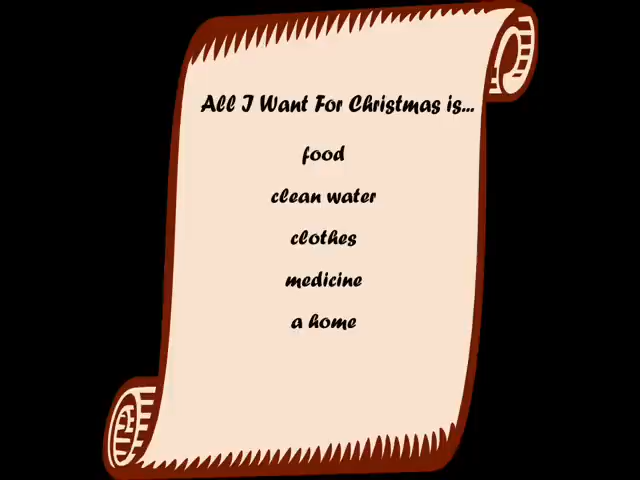 All I Want For Christmas is...
food
clean water
clothes
medicine
a home